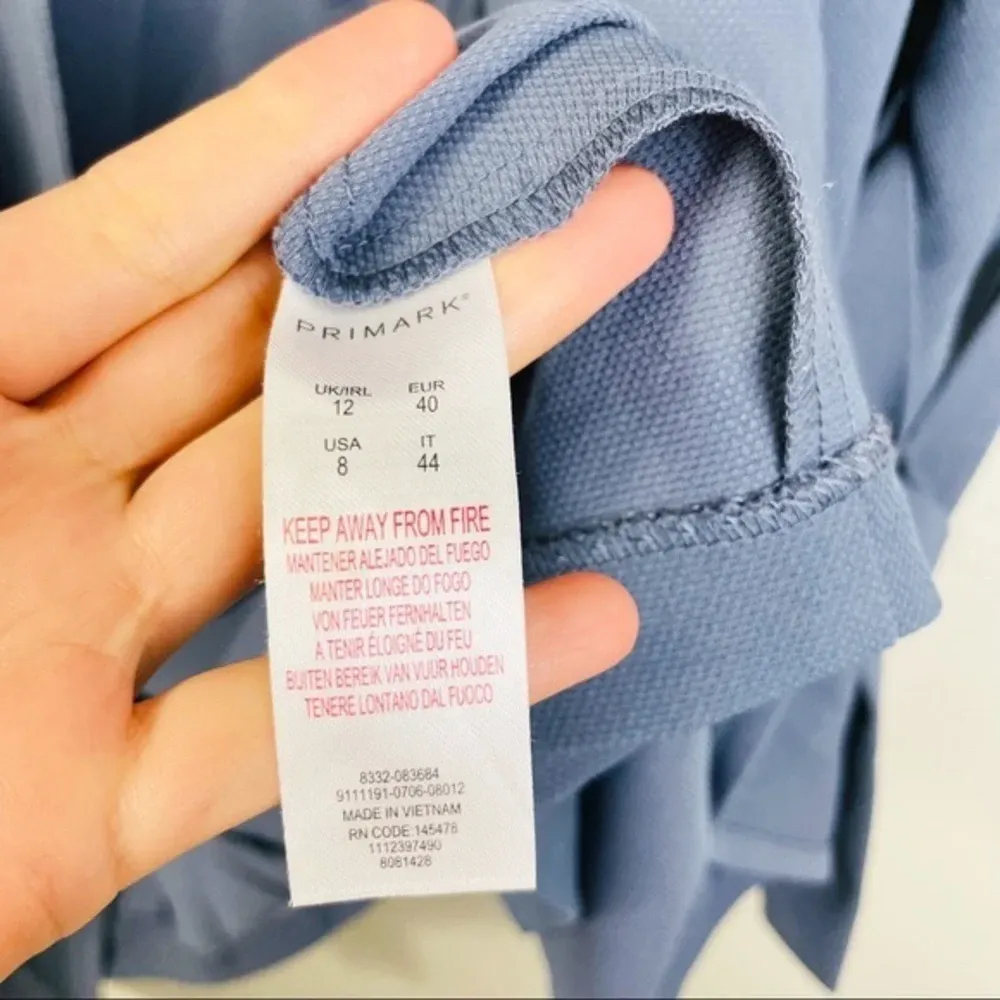 PRIMARK®
UK/IRL EUR
12 40
USA IT
8 44
KEEP AWAY FROM FIRE
MANTENER ALEJADO DEL FUEGO
MANTER LONGE DO FOGO
VON FEUER FERNHALTEN
A TENIR ÉLOIGNÉ DU FEU
BUITEN BEREIK VAN VUUR HOUDEN
TENERE LONTANO DAL FUOCO
8332-083684
9111191-0706-08012
MADE IN VIETNAM
RN CODE:145478
1112397490
8081428